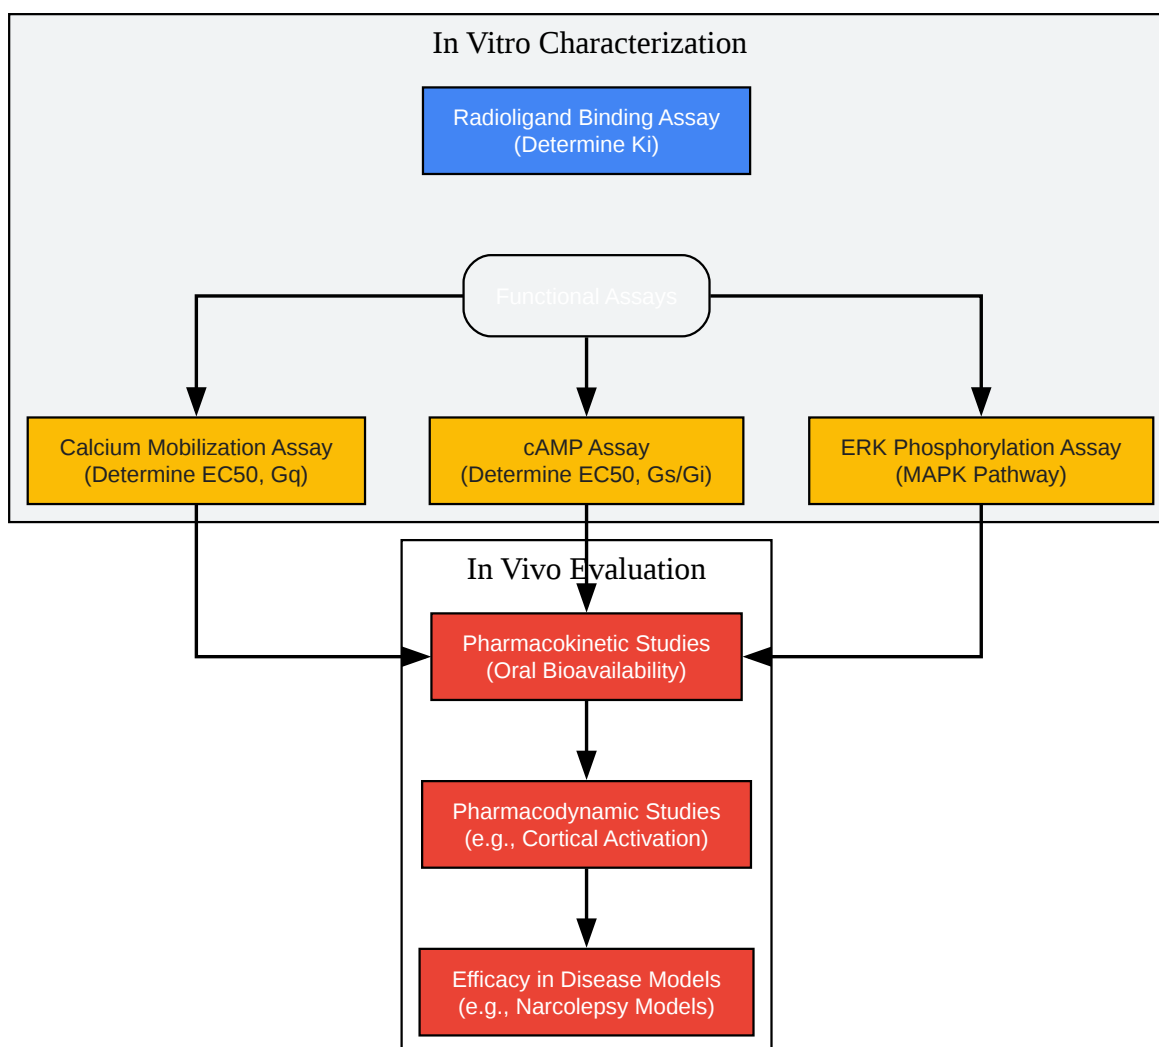 In Vitro Characterization
Radioligand Binding Assay
(Determine Ki)
Functional Assays
Calcium Mobilization Assay
(Determine EC50, Gq)
cAMP Assay
(Determine EC50, Gs/Gi)
ERK Phosphorylation Assay
(MAPK Pathway)
In Vivo Evaluation
Pharmacokinetic Studies
(Oral Bioavailability)
Pharmacodynamic Studies
(e.g., Cortical Activation)
Efficacy in Disease Models
(e.g., Narcolepsy Models)